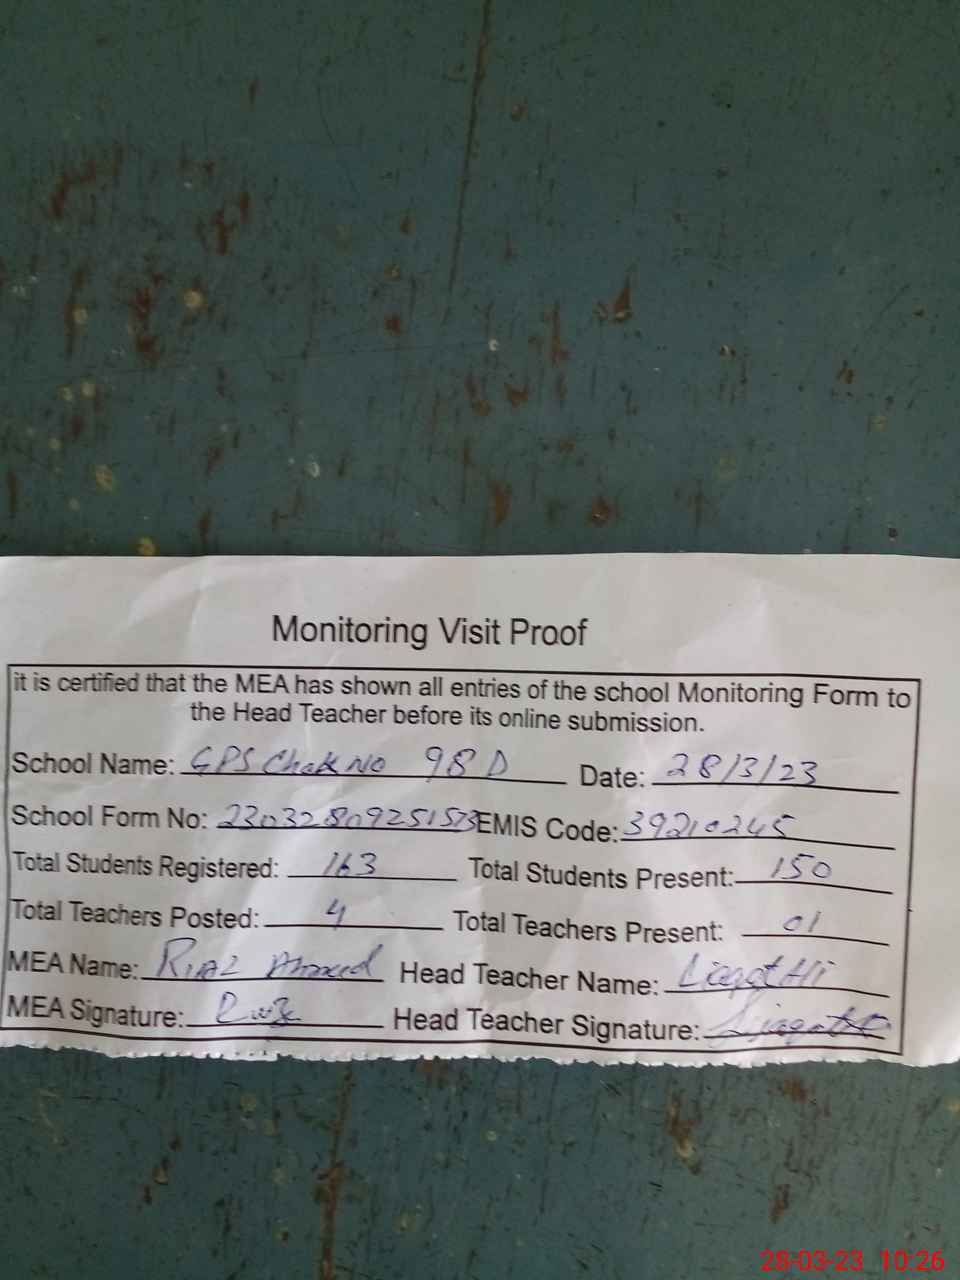 Monitoring Visit Proof
it is certified that the MEA has shown all entries of the school Monitoring Form to
the Head Teacher before its online submission.
School Name: GPS Chak No 98 D Date: 28/3/23
School Form No: 230328092515 EMIS Code: 39210245
Total Students Registered: 163 Total Students Present: 150
Total Teachers Posted: 4 Total Teachers Present: 01
MEA Name: Riaz Ahmed Head Teacher Name: Liaqat Ali
MEA Signature: Head Teacher Signature:
28-03-23 10:26